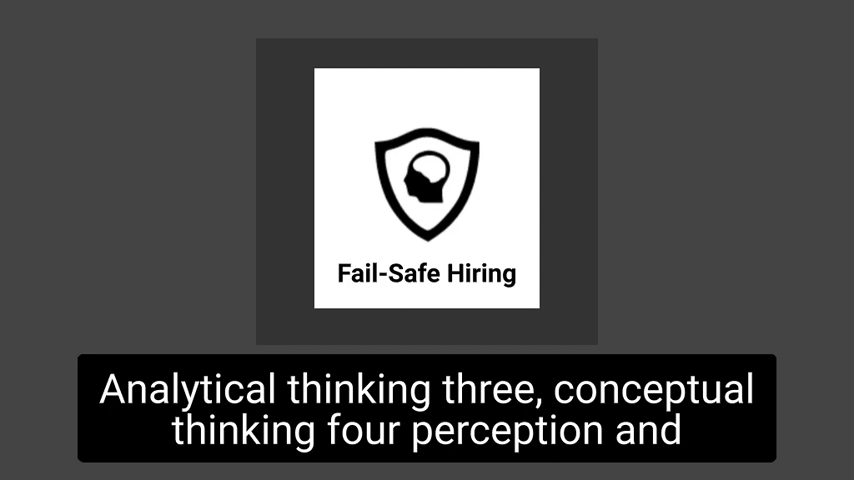 Fail-Safe Hiring
Analytical thinking three, conceptual
thinking four perception and